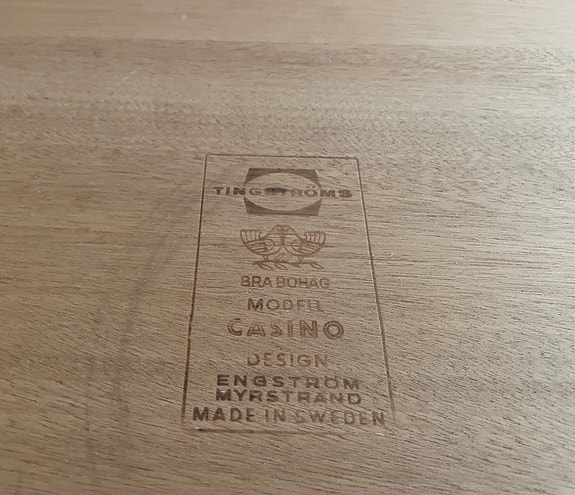 TINGSTRÖMS
BRA BOHAG
MODELL
CASINO
DESIGN
ENGSTRÖM
MYRSTRAND
MADE IN SWEDEN